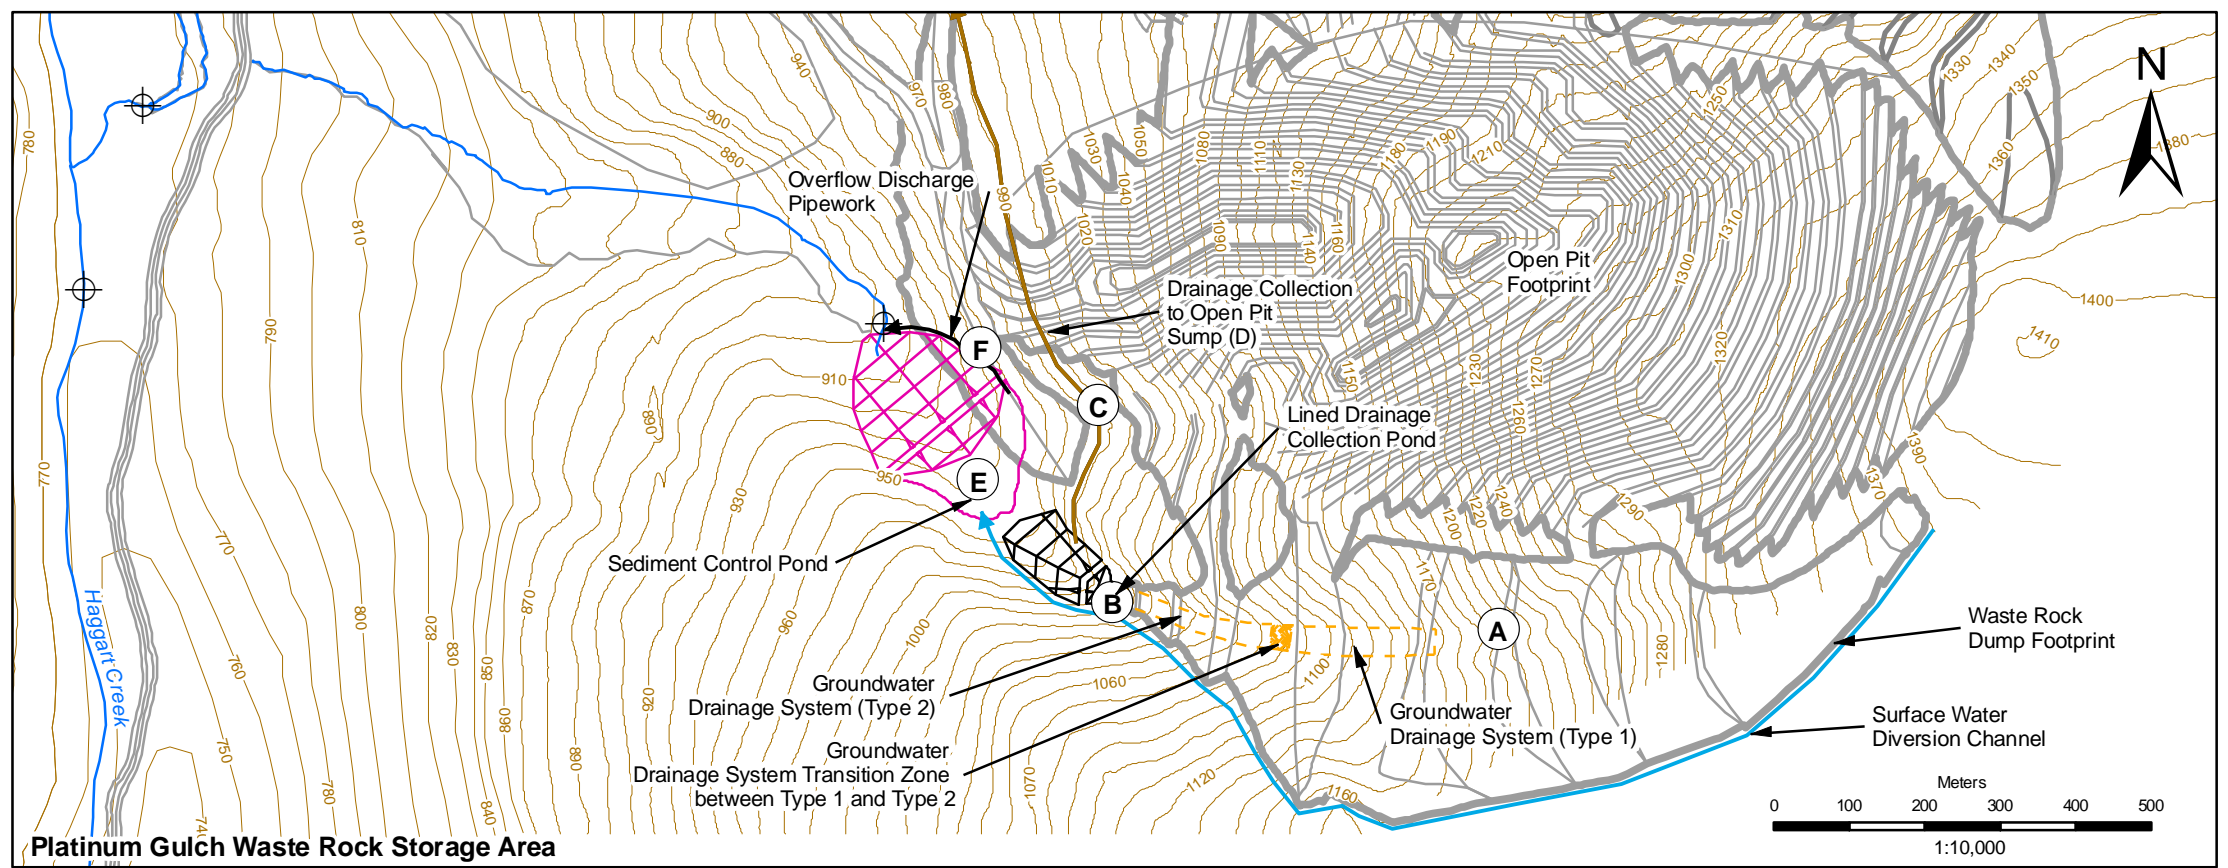 780
940
970
980
900
880
1050
1030
1010
1040
1020
990
1080
1110
1130
1060
1140
1160
1180
1190
1210
1250
1310
1300
1320
1330
1340
1350
1360
1380
1400
1410
N
Overflow Discharge
Pipework
Drainage Collection
to Open Pit
Sump (D)
Open Pit
Footprint
810
790
770
910
890
950
930
F
C
E
B
A
Lined Drainage
Collection Pond
1150
1230
1270
1260
1240
1220
1200
1290
1370
1390
1170
1280
Sediment Control Pond
Haggart Creek
770
760
750
780
800
820
830
850
870
860
840
880
920
960
1000
1060
1070
1100
1120
1160
Groundwater
Drainage System (Type 2)
Groundwater
Drainage System Transition Zone
between Type 1 and Type 2
Groundwater
Drainage System (Type 1)
Waste Rock
Dump Footprint
Surface Water
Diversion Channel
Meters
0 100 200 300 400 500
1:10,000
Platinum Gulch Waste Rock Storage Area